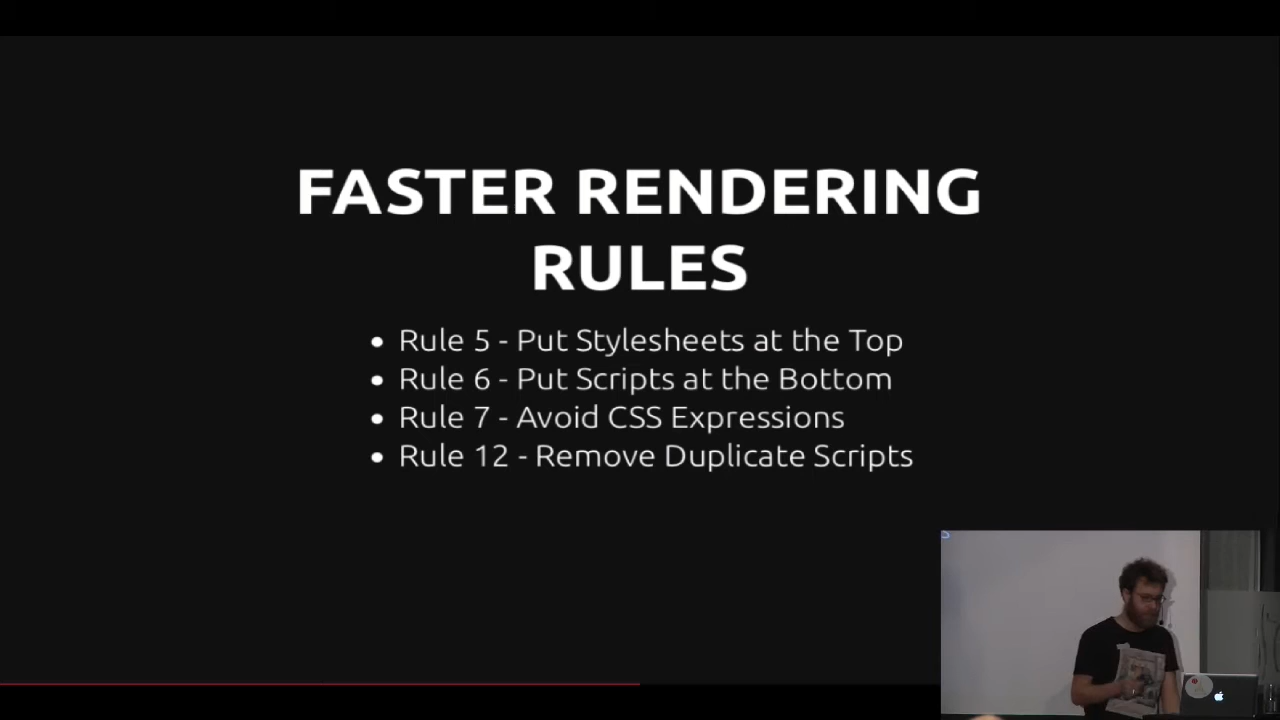 FASTER RENDERING
RULES
Rule 5 - Put Stylesheets at the Top
Rule 6 - Put Scripts at the Bottom
Rule 7 - Avoid CSS Expressions
Rule 12 - Remove Duplicate Scripts